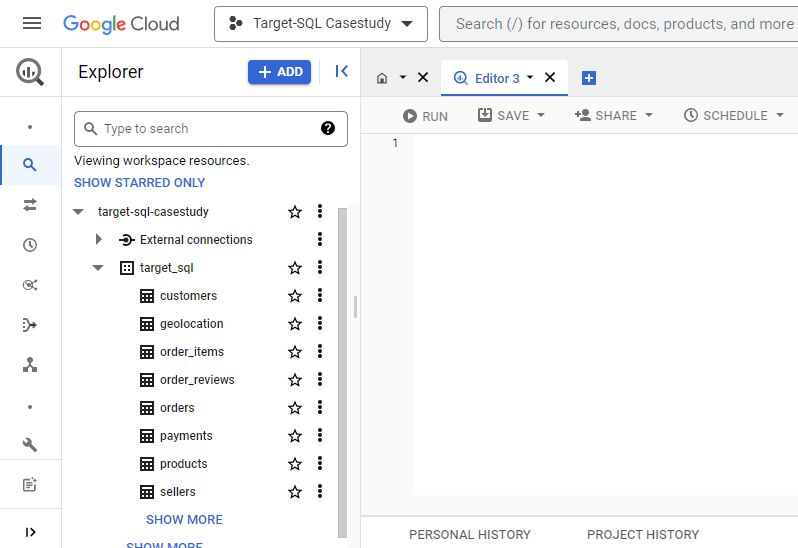 Google Cloud
Target-SQL Casestudy
Search (/) for resources, docs, products, and more
Explorer
+ ADD
Editor 3
Type to search
RUN
SAVE
SHARE
SCHEDULE
1
Viewing workspace resources.
SHOW STARRED ONLY
target-sql-casestudy
External connections
target_sql
customers
geolocation
order_items
order_reviews
orders
payments
products
sellers
SHOW MORE
SHOW MORE
PERSONAL HISTORY
PROJECT HISTORY